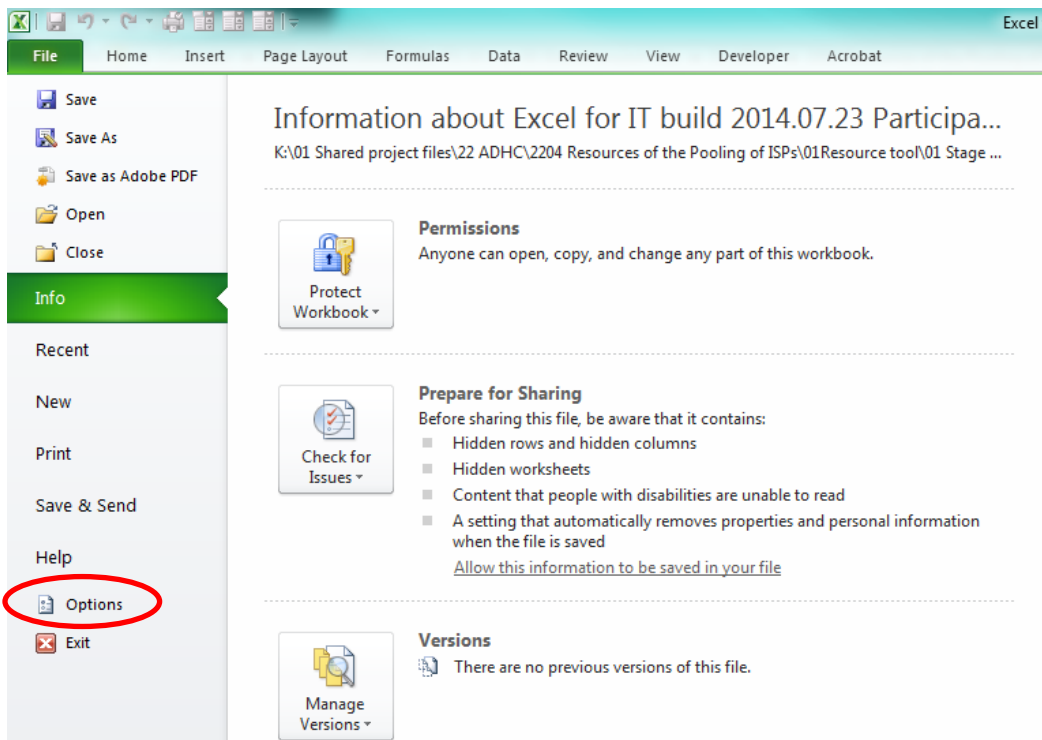 Excel
File Home Insert Page Layout Formulas Data Review View Developer Acrobat
Save
Save As
Save as Adobe PDF
Open
Close
Info
Recent
New
Print
Save & Send
Help
Options
Exit
Information about Excel for IT build 2014.07.23 Participa...
K:\01 Shared project files\22 ADHC\2204 Resources of the Pooling of ISPs\01Resource tool\01 Stage ...
Protect
Workbook
Permissions
Anyone can open, copy, and change any part of this workbook.
Check for
Issues
Prepare for Sharing
Before sharing this file, be aware that it contains:
Hidden rows and hidden columns
Hidden worksheets
Content that people with disabilities are unable to read
A setting that automatically removes properties and personal information
when the file is saved
Allow this information to be saved in your file
Manage
Versions
Versions
There are no previous versions of this file.